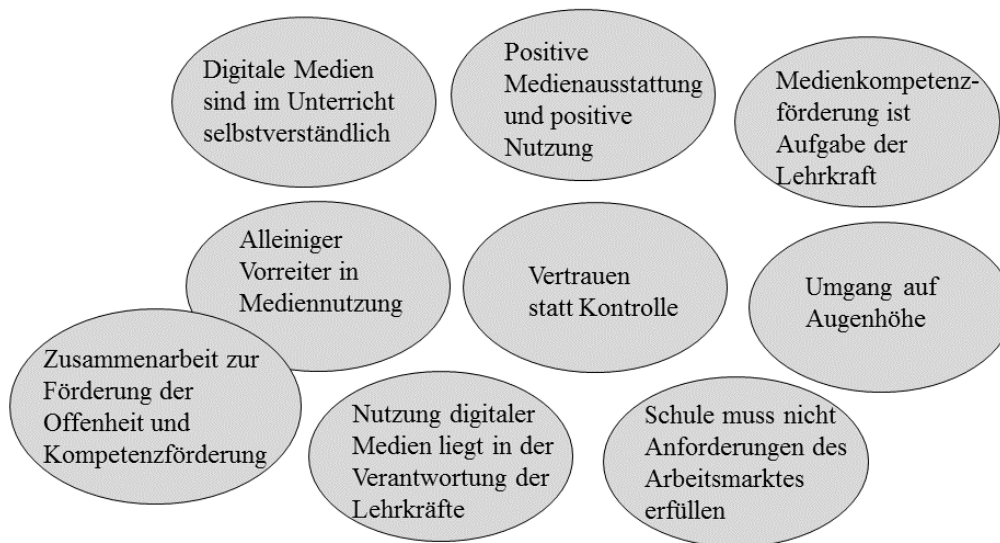 Digitale Medien
sind im Unterricht
selbstverständlich
Positive
Medienausstattung
und positive
Nutzung
Medienkompetenz-
förderung ist
Aufgabe der
Lehrkraft
Alleiniger
Vorreiter in
Mediennutzung
Vertrauen
statt Kontrolle
Umgang auf
Augenhöhe
Zusammenarbeit zur
Förderung der
Offenheit und
Kompetenzförderung
Nutzung digitaler
Medien liegt in der
Verantwortung der
Lehrkräfte
Schule muss nicht
Anforderungen des
Arbeitsmarktes
erfüllen